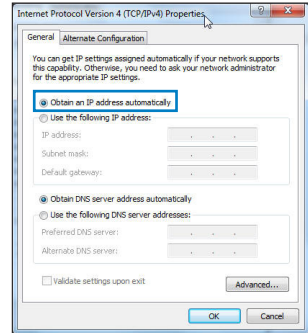 Internet Protocol Version 4 (TCP/IPv4) Properties
General
Alternate Configuration
You can get IP settings assigned automatically if your network supports
this capability. Otherwise, you need to ask your network administrator
for the appropriate IP settings.
Obtain an IP address automatically
Use the following IP address:
IP address:
Subnet mask:
Default gateway:
Obtain DNS server address automatically
Use the following DNS server addresses:
Preferred DNS server:
Alternate DNS server:
Validate settings upon exit
Advanced...
OK
Cancel